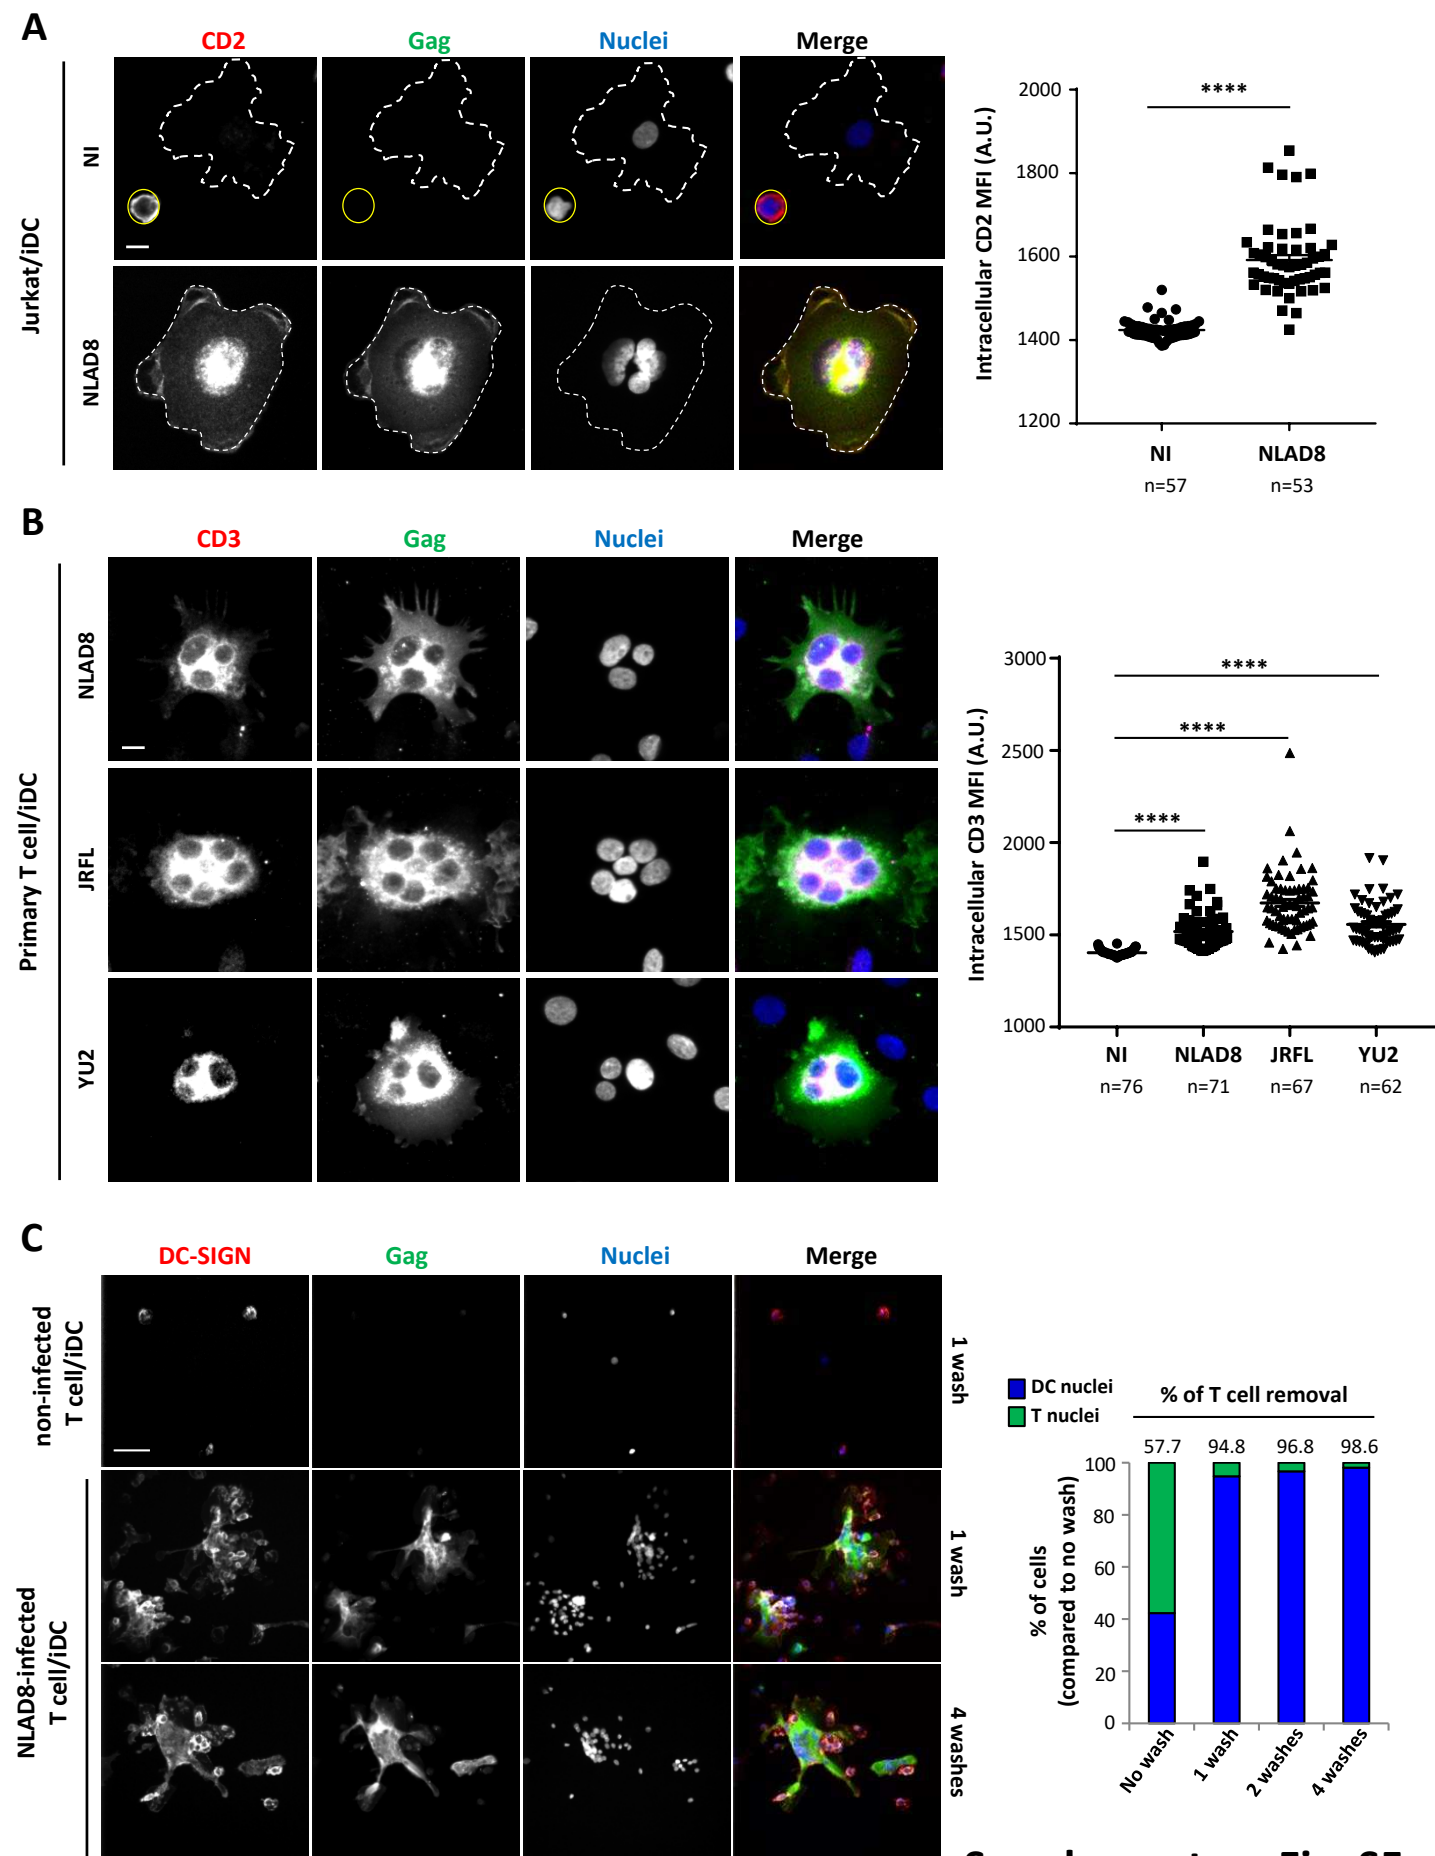 A
CD2 Gag Nuclei Merge
Jurkat/iDC
NI
NLAD8
2000
1800
1600
1400
1200
Intracellular CD2 MFI (A.U.)
****
NI NLAD8
n=57 n=53
B
CD3 Gag Nuclei Merge
Primary T cell/iDC
NLAD8
JRFL
YU2
3000
2500
2000
1500
1000
Intracellular CD3 MFI (A.U.)
****
****
****
NI NLAD8 JRFL YU2
n=76 n=71 n=67 n=62
C
DC-SIGN Gag Nuclei Merge
non-infected
T cell/iDC
1 wash
NLAD8-infected
T cell/iDC
1 wash
4 washes
DC nuclei
T nuclei
% of T cell removal
57.7 94.8 96.8 98.6
100
80
60
40
20
0
% of cells
(compared to no wash)
No wash
1 wash
2 washes
4 washes